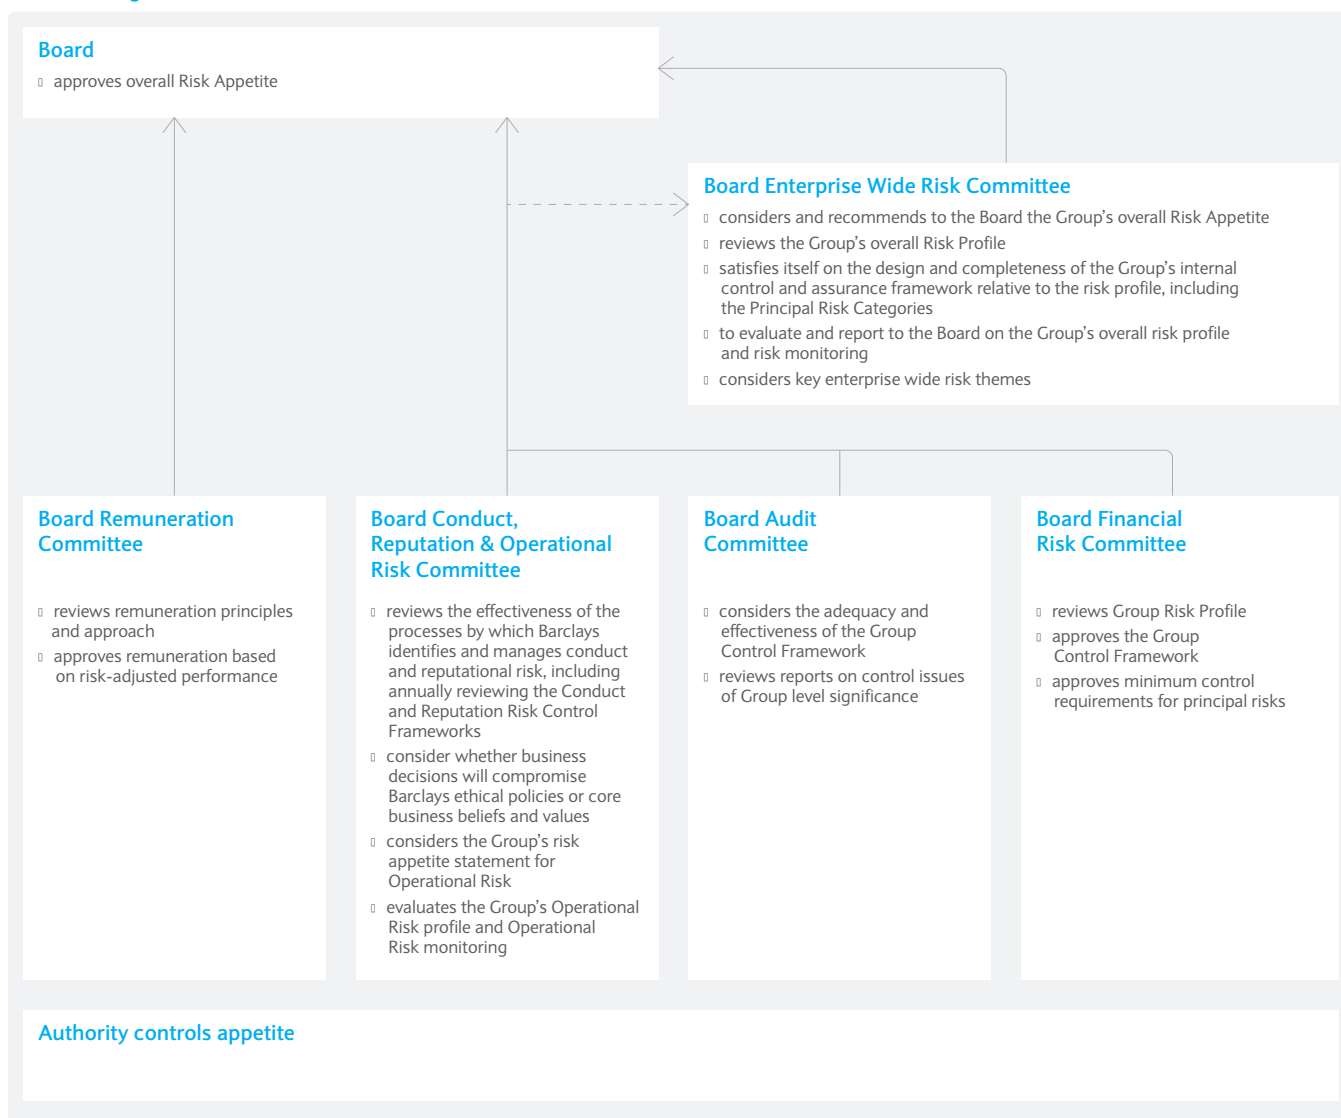 Board
▯ approves overall Risk Appetite
Board Enterprise Wide Risk Committee
▯ considers and recommends to the Board the Group’s overall Risk Appetite
▯ reviews the Group’s overall Risk Profile
▯ satisfies itself on the design and completeness of the Group’s internal
control and assurance framework relative to the risk profile, including
the Principal Risk Categories
▯ to evaluate and report to the Board on the Group’s overall risk profile
and risk monitoring
▯ considers key enterprise wide risk themes
Board Remuneration
Committee
▯ reviews remuneration principles
and approach
▯ approves remuneration based
on risk-adjusted performance
Board Conduct,
Reputation & Operational
Risk Committee
▯ reviews the effectiveness of the
processes by which Barclays
identifies and manages conduct
and reputational risk, including
annually reviewing the Conduct
and Reputation Risk Control
Frameworks
▯ consider whether business
decisions will compromise
Barclays ethical policies or core
business beliefs and values
▯ considers the Group’s risk
appetite statement for
Operational Risk
▯ evaluates the Group’s Operational
Risk profile and Operational
Risk monitoring
Board Audit
Committee
▯ considers the adequacy and
effectiveness of the Group
Control Framework
▯ reviews reports on control issues
of Group level significance
Board Financial
Risk Committee
▯ reviews Group Risk Profile
▯ approves the Group
Control Framework
▯ approves minimum control
requirements for principal risks
Authority controls appetite